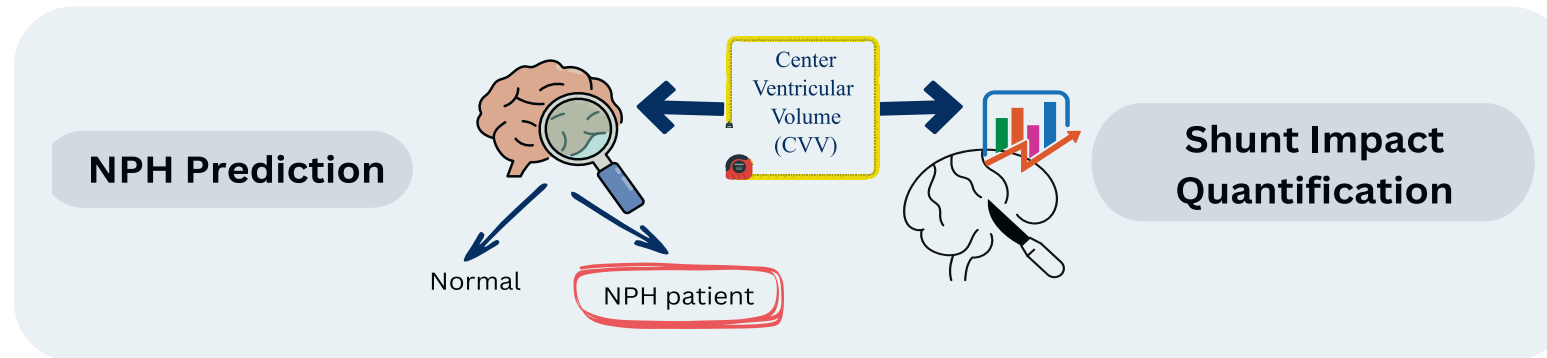 NPH Prediction
Normal
NPH patient
Center
Ventricular
Volume
(CVV)
Shunt Impact
Quantification